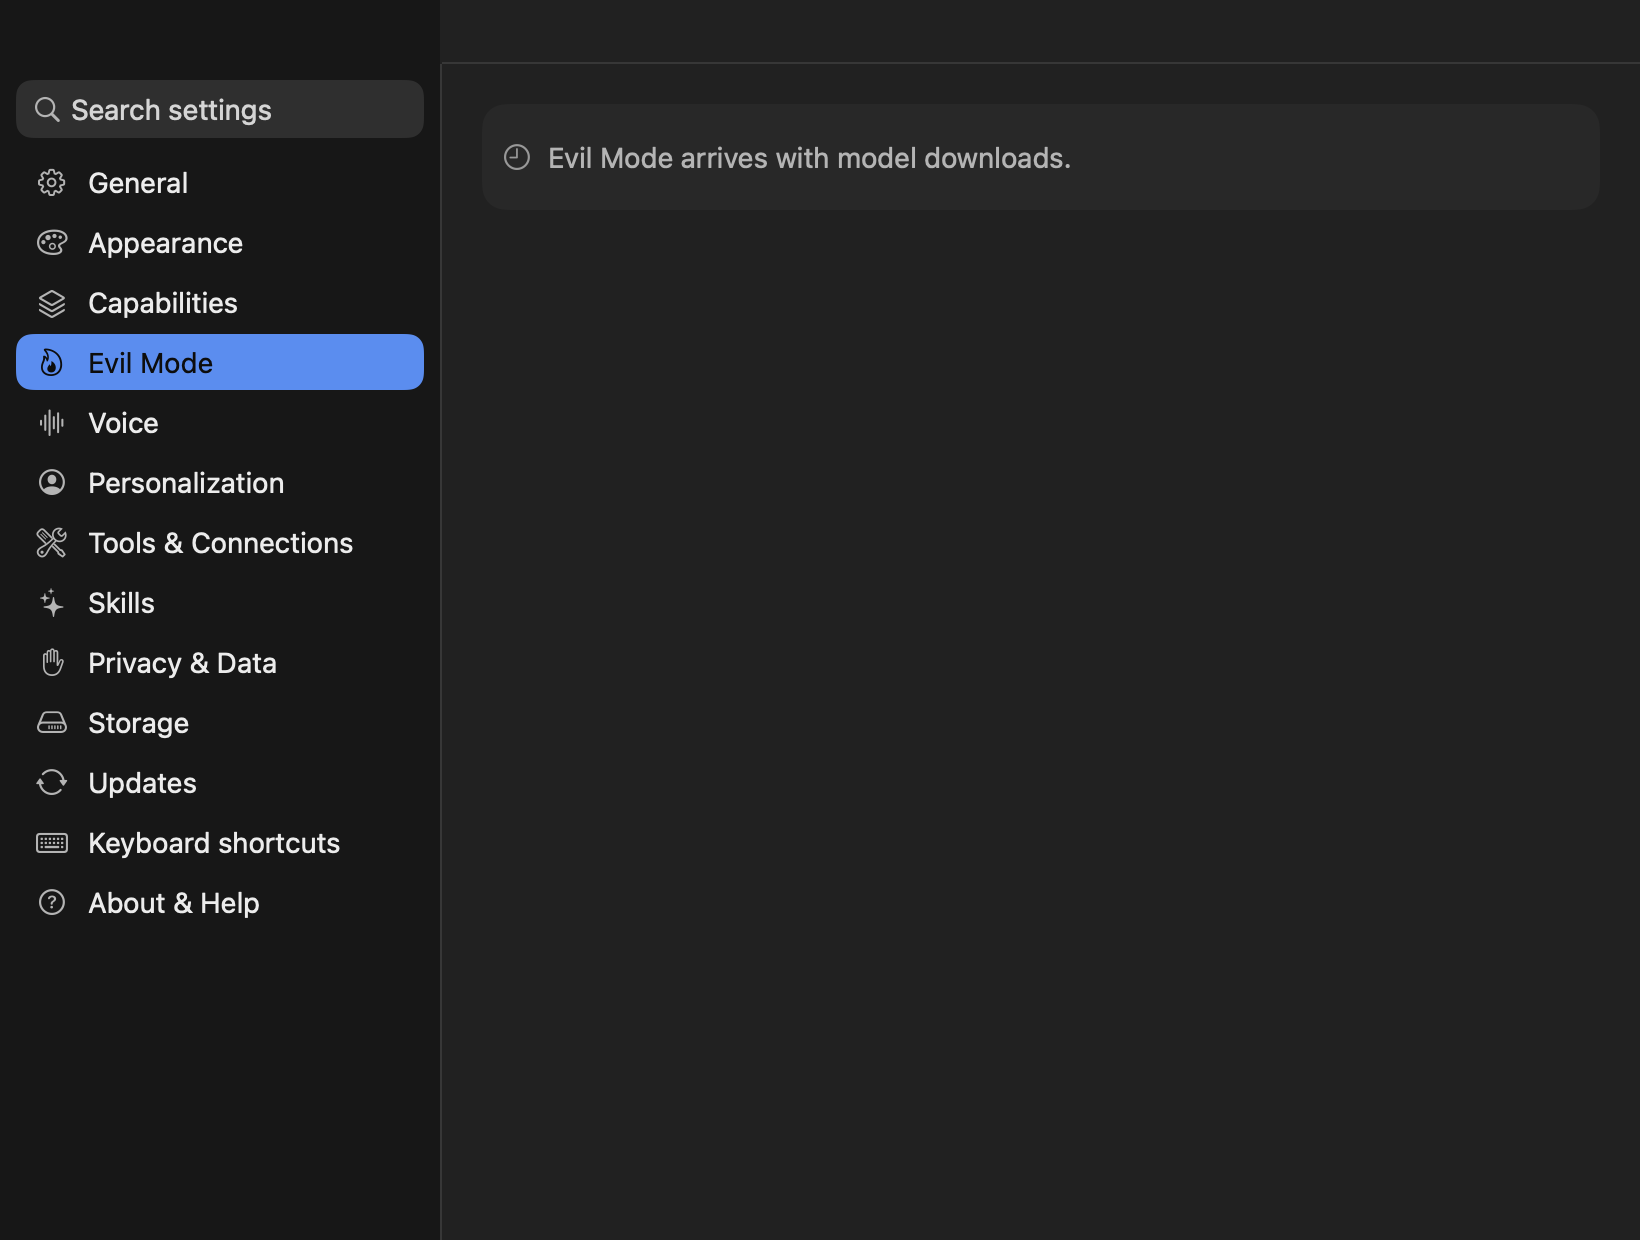 Search settings
General
Appearance
Capabilities
Evil Mode
Voice
Personalization
Tools & Connections
Skills
Privacy & Data
Storage
Updates
Keyboard shortcuts
About & Help
Evil Mode arrives with model downloads.